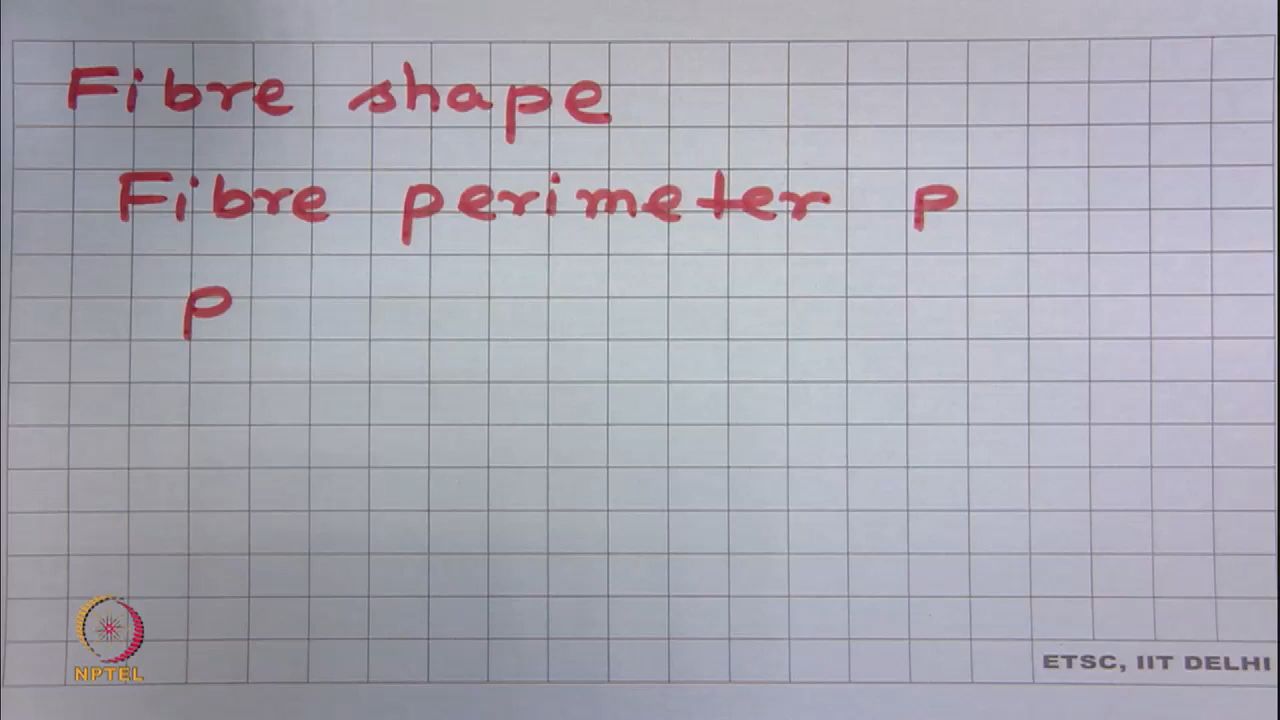 Fibre shape
Fibre perimeter p
p
NPTEL
ETSC, IIT DELHI